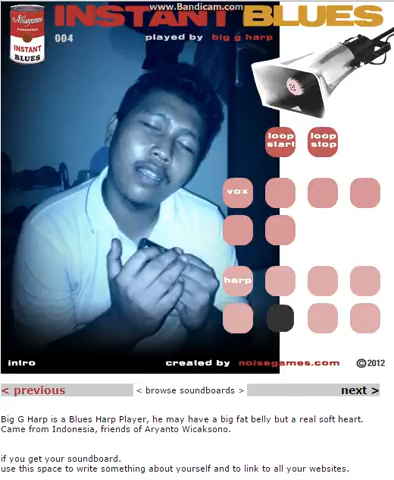 www.Bandicam.com
INSTANT BLUES
INSTANT
BLUES
004
played by big g harp
loop start
loop stop
vox
harp
intro
created by noisegames.com
©2012
< previous
< browse soundboards >
next >
Big G Harp is a Blues Harp Player, he may have a big fat belly but a real soft heart.
Came from Indonesia, friends of Aryanto Wicaksono.
if you get your soundboard.
use this space to write something about yourself and to link to all your websites.